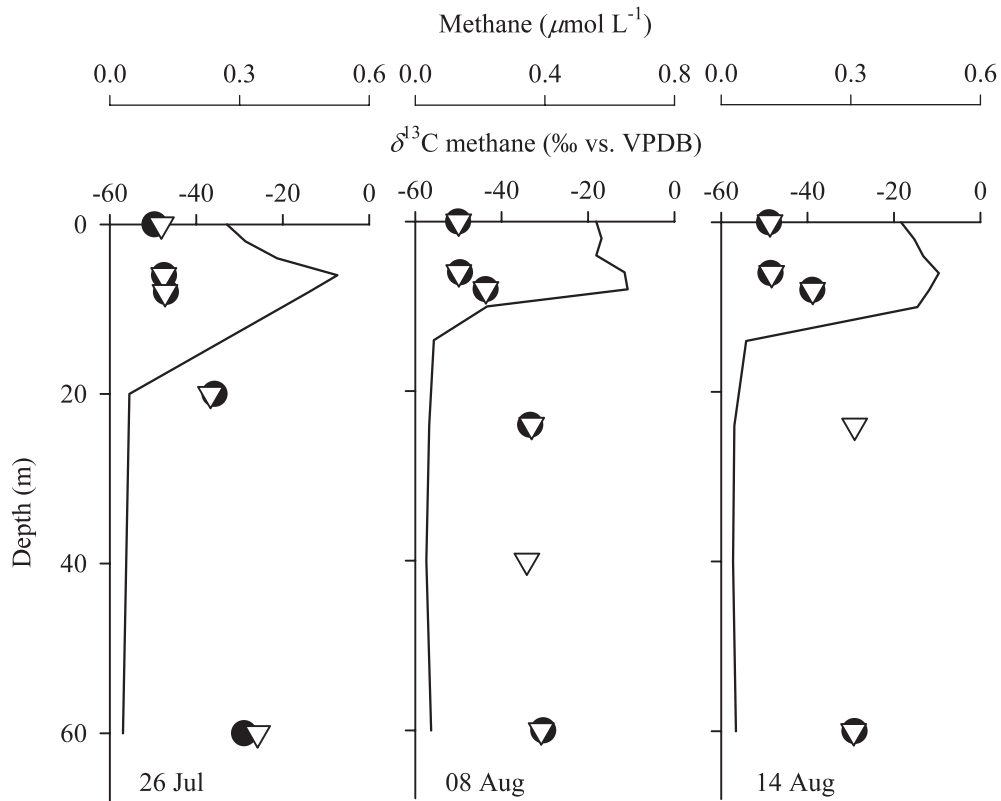 Methane (μmol L⁻¹)
0.0 0.3 0.6 0.0 0.4 0.8 0.0 0.3 0.6
δ¹³C methane (‰ vs. VPDB)
-60 -40 -20 0 -60 -40 -20 0 -60 -40 -20 0
0
20
40
60
Depth (m)
26 Jul 08 Aug 14 Aug